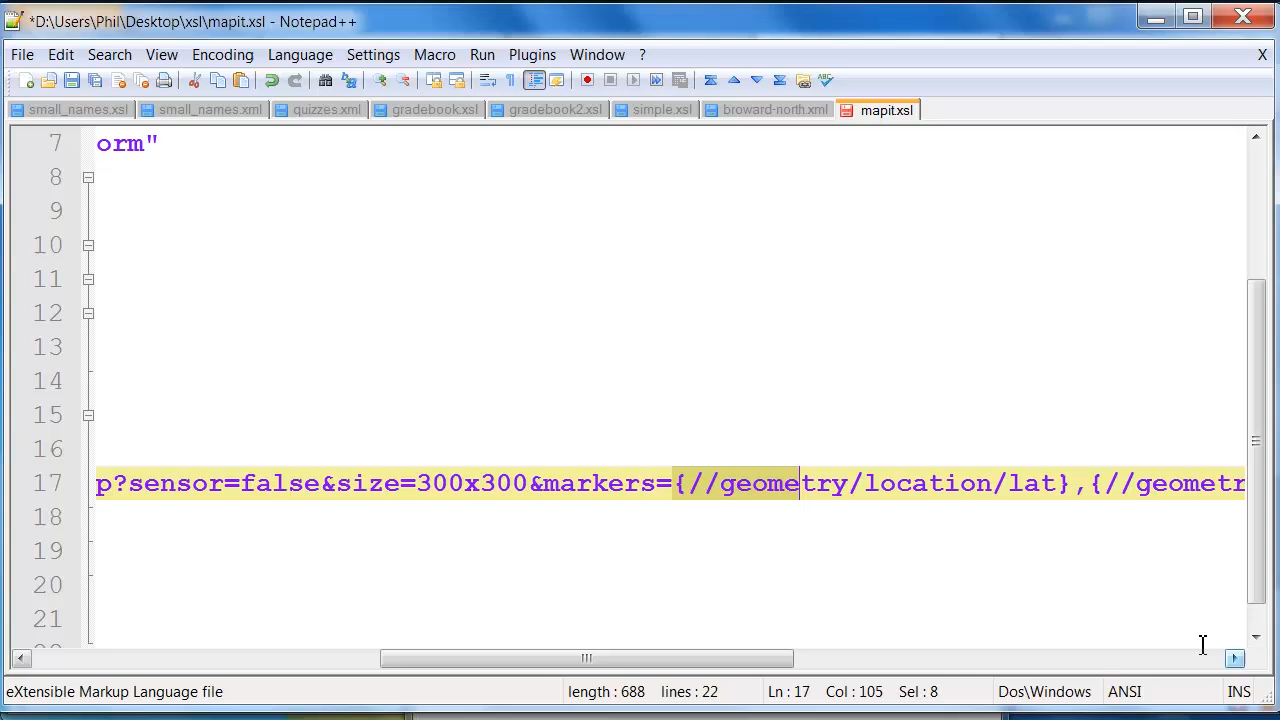 *D:\Users\Phil\Desktop\xsl\mapit.xsl - Notepad++
File Edit Search View Encoding Language Settings Macro Run Plugins Window ? X
small_names.xsl small_names.xml quizzes.xml gradebook.xsl gradebook2.xsl simple.xsl broward-north.xml mapit.xsl
7 orm"
8
9
10
11
12
13
14
15
16
17 p?sensor=false&size=300x300&markers={//geometry/location/lat},{//geometr
18
19
20
21
eXtensible Markup Language file length : 688 lines : 22 Ln : 17 Col : 105 Sel : 8 Dos\Windows ANSI INS